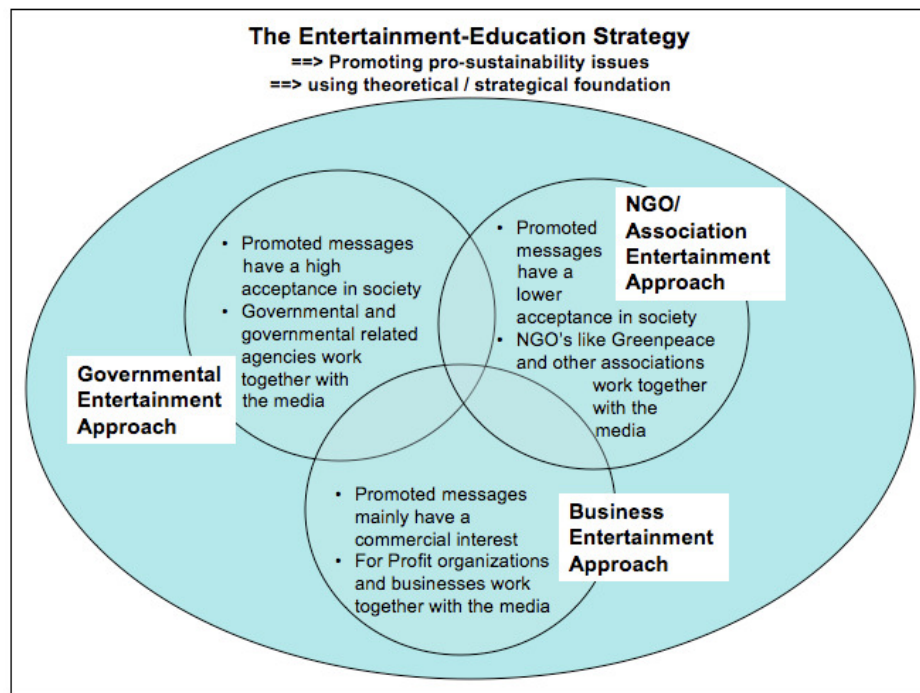 The Entertainment-Education Strategy
==> Promoting pro-sustainability issues
==> using theoretical / strategical foundation
• Promoted messages
have a high
acceptance in society
• Governmental and
governmental related
agencies work
together with
the media
Governmental
Entertainment
Approach
NGO/
Association
Entertainment
Approach
• Promoted
messages
have a
lower
acceptance in society
• NGO's like Greenpeace
and other associations
work together
with the
media
• Promoted messages
mainly have a
commercial interest
• For Profit organizations
and businesses work
together with the media
Business
Entertainment
Approach